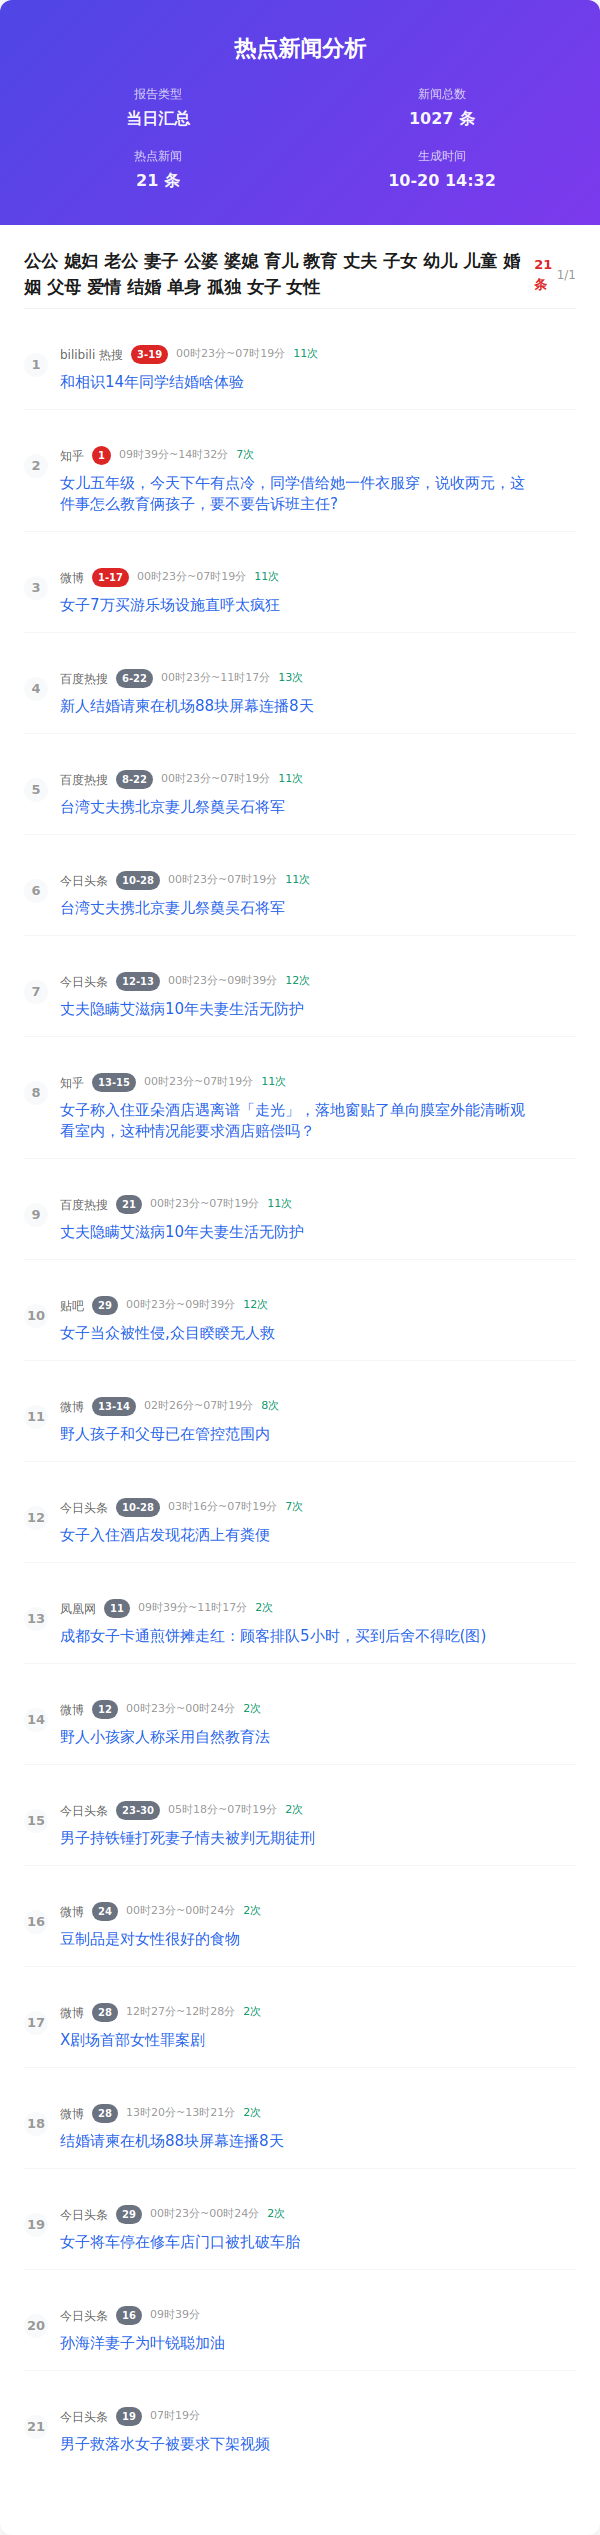 热点新闻分析
报告类型
新闻总数
当日汇总
1027 条
热点新闻
生成时间
21 条
10-20 14:32
公公 媳妇 老公 妻子 公婆 婆媳 育儿 教育 丈夫 子女 幼儿 儿童 婚
姻 父母 爱情 结婚 单身 孤独 女子 女性
21
条
1/1
1
bilibili 热搜 3-19 00时23分~07时19分 11次
和相识14年同学结婚啥体验
2
知乎 1 09时39分~14时32分 7次
女儿五年级，今天下午有点冷，同学借给她一件衣服穿，说收两元，这
件事怎么教育俩孩子，要不要告诉班主任?
3
微博 1-17 00时23分~07时19分 11次
女子7万买游乐场设施直呼太疯狂
4
百度热搜 6-22 00时23分~11时17分 13次
新人结婚请柬在机场88块屏幕连播8天
5
百度热搜 8-22 00时23分~07时19分 11次
台湾丈夫携北京妻儿祭奠吴石将军
6
今日头条 10-28 00时23分~07时19分 11次
台湾丈夫携北京妻儿祭奠吴石将军
7
今日头条 12-13 00时23分~09时39分 12次
丈夫隐瞒艾滋病10年夫妻生活无防护
8
知乎 13-15 00时23分~07时19分 11次
女子称入住亚朵酒店遇离谱「走光」，落地窗贴了单向膜室外能清晰观
看室内，这种情况能要求酒店赔偿吗？
9
百度热搜 21 00时23分~07时19分 11次
丈夫隐瞒艾滋病10年夫妻生活无防护
10
贴吧 29 00时23分~09时39分 12次
女子当众被性侵,众目睽睽无人救
11
微博 13-14 02时26分~07时19分 8次
野人孩子和父母已在管控范围内
12
今日头条 10-28 03时16分~07时19分 7次
女子入住酒店发现花洒上有粪便
13
凤凰网 11 09时39分~11时17分 2次
成都女子卡通煎饼摊走红：顾客排队5小时，买到后舍不得吃(图)
14
微博 12 00时23分~00时24分 2次
野人小孩家人称采用自然教育法
15
今日头条 23-30 05时18分~07时19分 2次
男子持铁锤打死妻子情夫被判无期徒刑
16
微博 24 00时23分~00时24分 2次
豆制品是对女性很好的食物
17
微博 28 12时27分~12时28分 2次
X剧场首部女性罪案剧
18
微博 28 13时20分~13时21分 2次
结婚请柬在机场88块屏幕连播8天
19
今日头条 29 00时23分~00时24分 2次
女子将车停在修车店门口被扎破车胎
20
今日头条 16 09时39分
孙海洋妻子为叶锐聪加油
21
今日头条 19 07时19分
男子救落水女子被要求下架视频